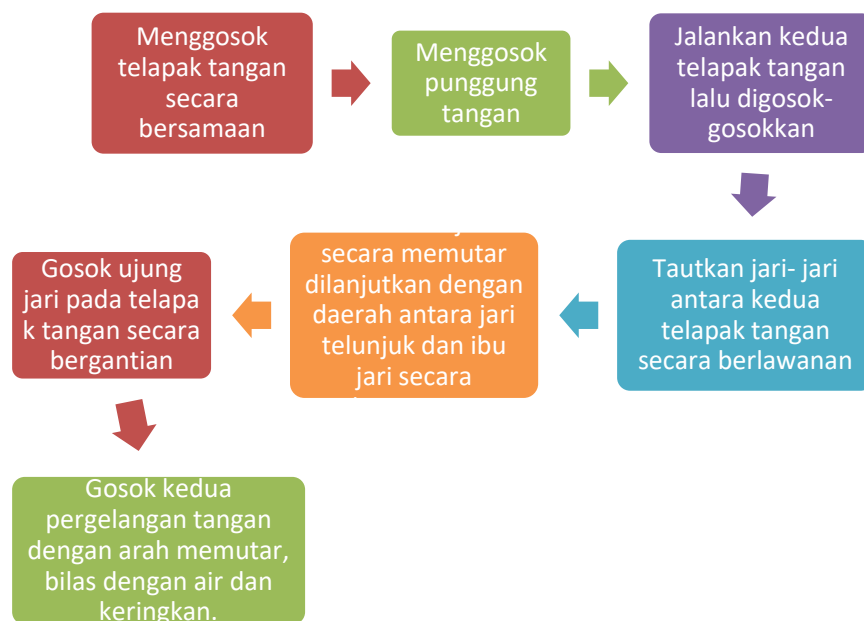 Menggosok
telapak tangan
secara
bersamaan
Menggosok
punggung
tangan
Jalankan kedua
telapak tangan
lalu digosok-
gosokkan
Tautkan jari- jari
antara kedua
telapak tangan
secara berlawanan
secara memutar
dilanjutkan dengan
daerah antara jari
telunjuk dan ibu
jari secara
Gosok ujung
jari pada telapa
k tangan secara
bergantian
Gosok kedua
pergelangan tangan
dengan arah memutar,
bilas dengan air dan
keringkan.